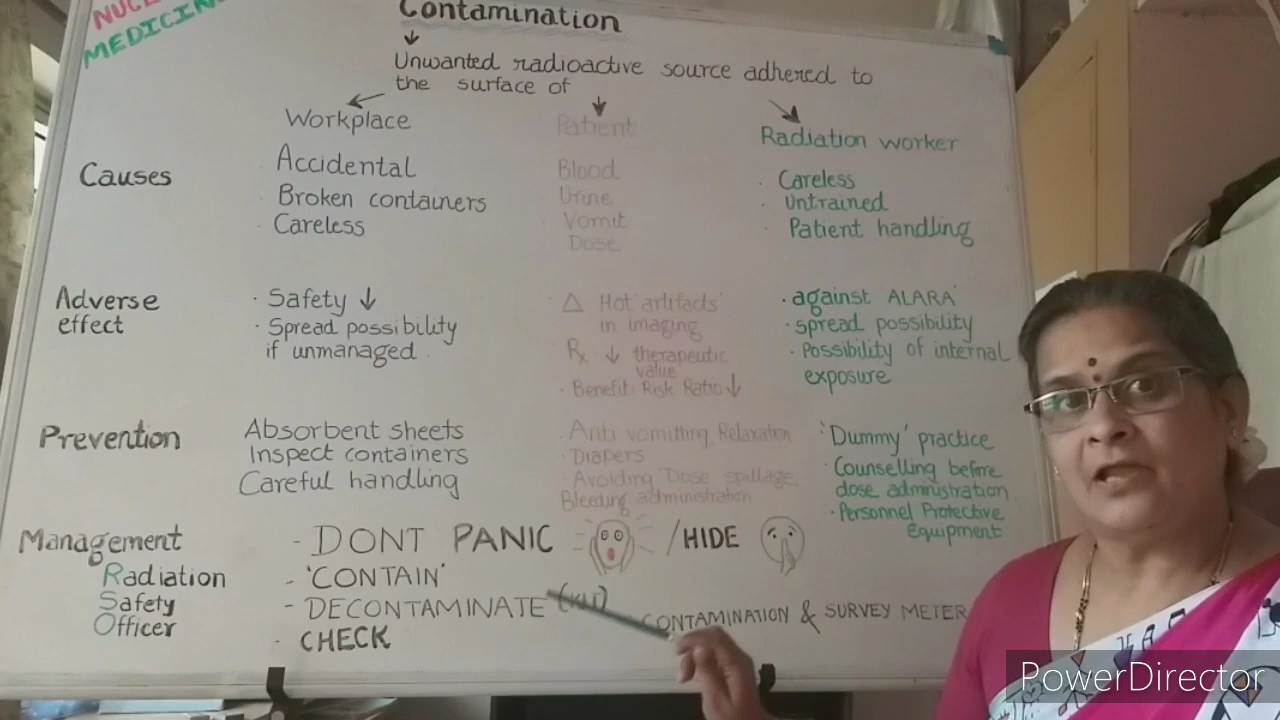 MEDICIN
Contamination
Unwanted radioactive source adhered to
the surface of
Workplace
Patient
Radiation worker
Causes
Accidental
· Broken containers
· Careless
Blood
Urine
Vomit
Dose
· Careless
· Untrained
· Patient handling
Adverse
effect
· Safety ↓
· Spread possibility
if unmanaged.
△ Hot artifacts
in imaging
Rx ↓ therapeutic
value
· Benefit: Risk Ratio ↓
· against ALARA
· spread possibility
· Possibility of internal
exposure
Prevention
Absorbent sheets
Inspect containers
Careful handling
· Anti vomitting, Relaxation
· Diapers
· Avoiding Dose spillage
Bleeding administration
'Dummy' practice
· Counselling before
dose administration
· Personnel Protective
Equipment
Management
Radiation
Safety
Officer
- DONT PANIC /HIDE
- 'CONTAIN'
- DECONTAMINATE
- CHECK
CONTAMINATION & SURVEY METER
PowerDirector